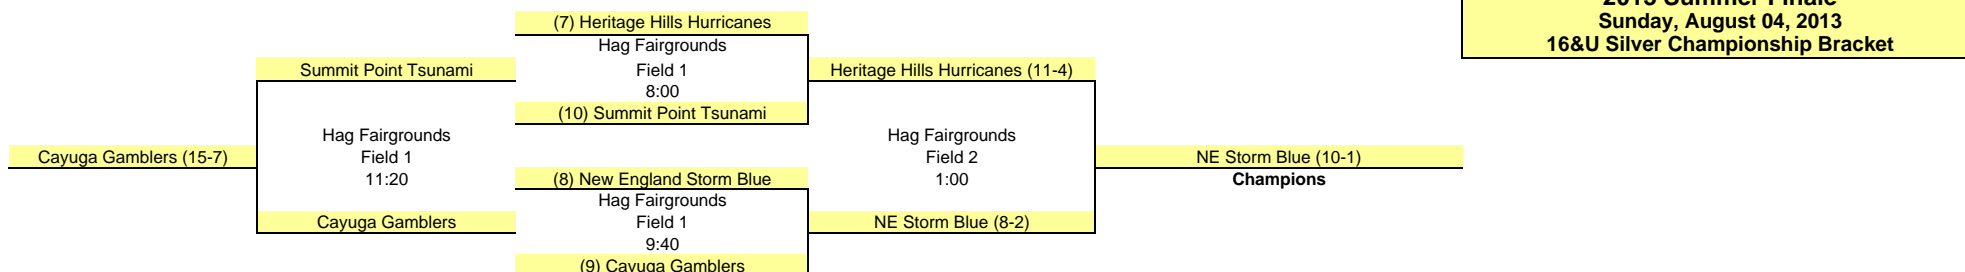 2013 Summer Finale
(7) Heritage Hills Hurricanes
Sunday, August 04, 2013
Hag Fairgrounds
16&U Silver Championship Bracket
Summit Point Tsunami
Field 1
Heritage Hills Hurricanes (11-4)
8:00
(10) Summit Point Tsunami
Hag Fairgrounds
Hag Fairgrounds
Cayuga Gamblers (15-7)
Field 1
Field 2
NE Storm Blue (10-1)
11:20
(8) New England Storm Blue
1:00
Champions
Hag Fairgrounds
Cayuga Gamblers
Field 1
NE Storm Blue (8-2)
9:40
(9) Cayuga Gamblers